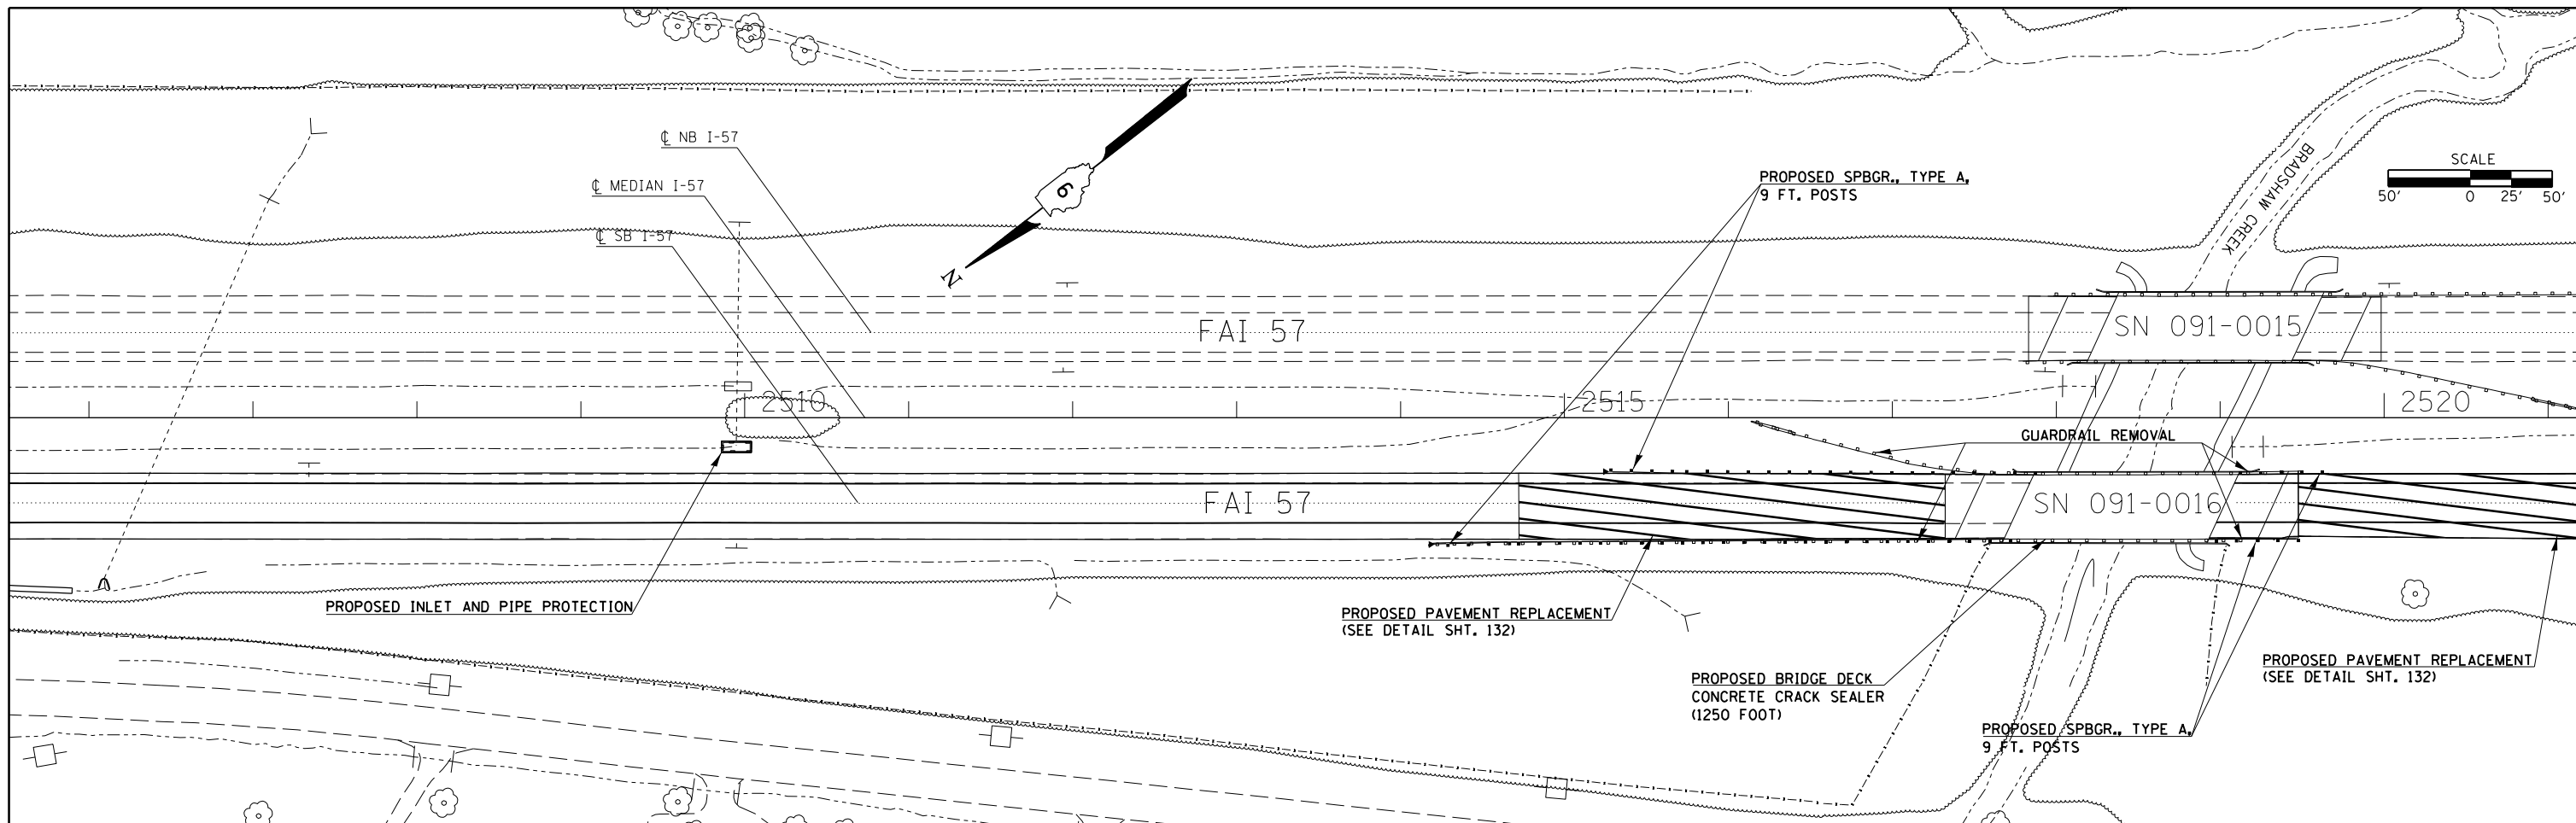 ℄ NB I-57
℄ MEDIAN I-57
℄ SB I-57
6
N
PROPOSED SPBGR., TYPE A,
9 FT. POSTS
BRADSHAW CREEK
SCALE
50' 0 25' 50'
FAI 57
SN 091-0015
2510
2515
2520
GUARDRAIL REMOVAL
FAI 57
SN 091-0016
PROPOSED INLET AND PIPE PROTECTION
PROPOSED PAVEMENT REPLACEMENT
(SEE DETAIL SHT. 132)
PROPOSED BRIDGE DECK
CONCRETE CRACK SEALER
(1250 FOOT)
PROPOSED SPBGR., TYPE A,
9 FT. POSTS
PROPOSED PAVEMENT REPLACEMENT
(SEE DETAIL SHT. 132)